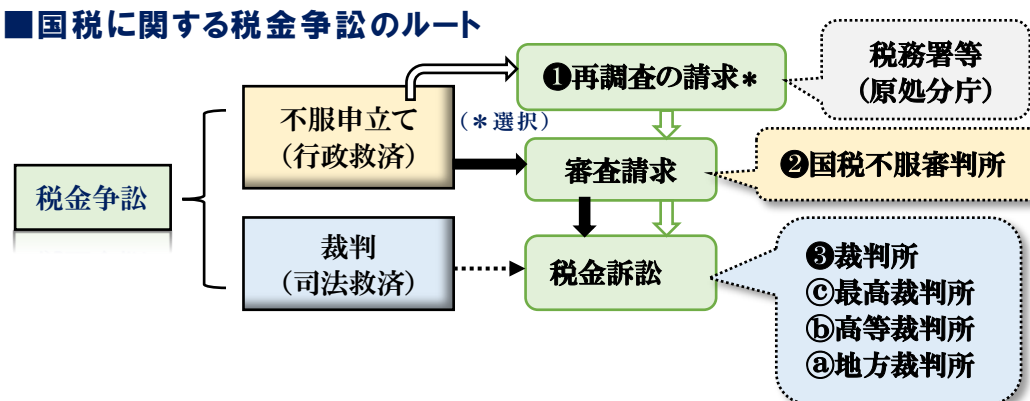 ■国税に関する税金争訟のルート
税金争訟
不服申立て
(行政救済)
(＊選択)
裁判
(司法救済)
❶再調査の請求＊
審査請求
税金訴訟
税務署等
(原処分庁)
❷国税不服審判所
❸裁判所
ⓒ最高裁判所
ⓑ高等裁判所
ⓐ地方裁判所